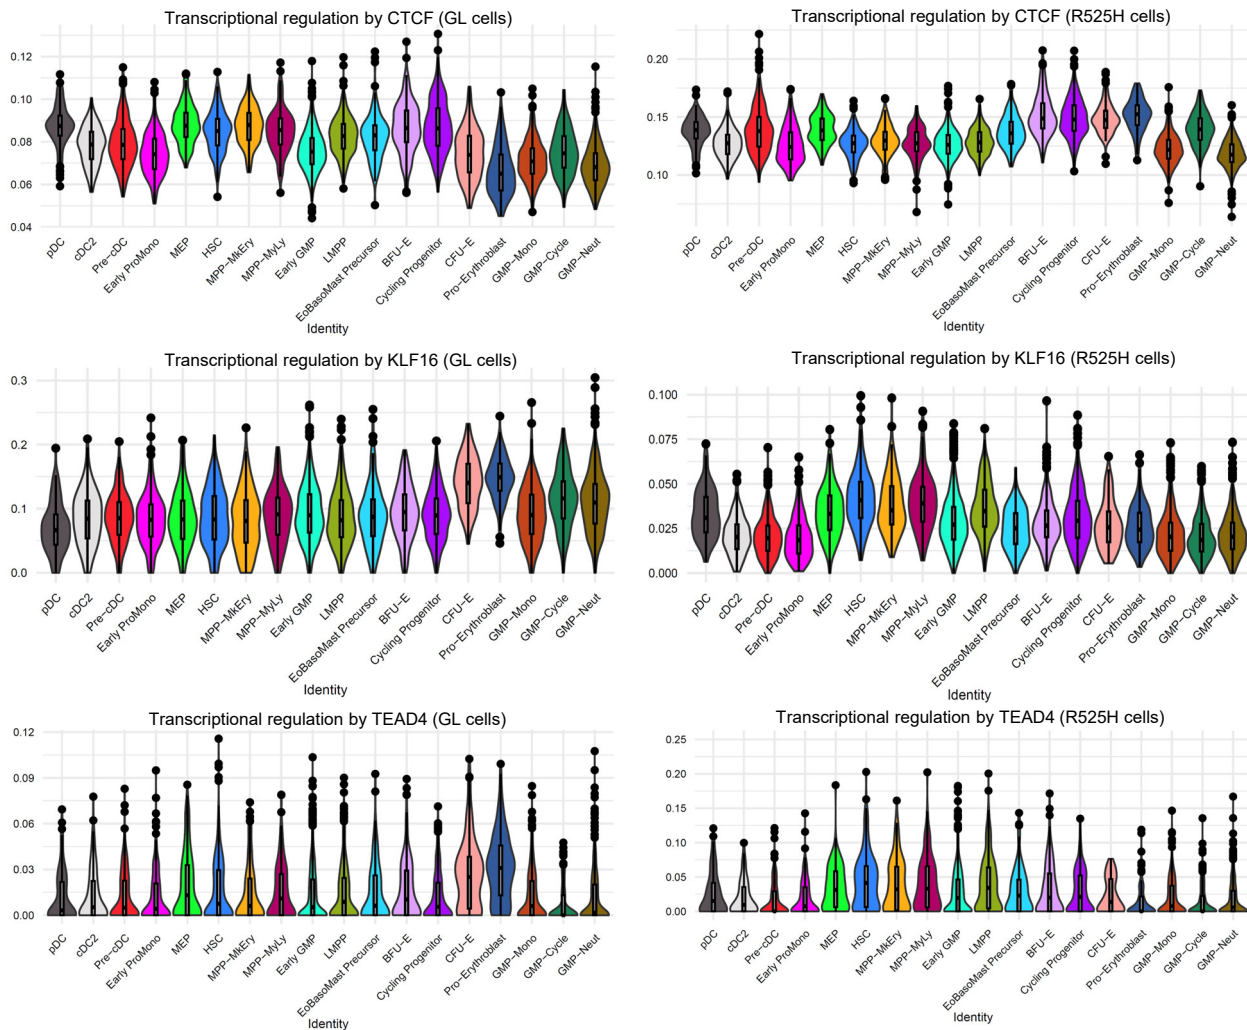 Transcriptional regulation by CTCF (GL cells)
0.12
0.10
0.08
0.06
0.04
pDC
cDC2
Pre−cDC
Early ProMono
MEP
HSC
MPP−MkEry
MPP−MyLy
Early GMP
LMPP
EoBasoMast Precursor
BFU−E
Cycling Progenitor
CFU−E
Pro−Erythroblast
GMP−Mono
GMP−Cycle
GMP−Neut
Identity
Transcriptional regulation by CTCF (R525H cells)
0.20
0.15
0.10
pDC
cDC2
Pre−cDC
Early ProMono
MEP
HSC
MPP−MkEry
MPP−MyLy
Early GMP
LMPP
EoBasoMast Precursor
BFU−E
Cycling Progenitor
CFU−E
Pro−Erythroblast
GMP−Mono
GMP−Cycle
GMP−Neut
Identity
Transcriptional regulation by KLF16 (GL cells)
0.3
0.2
0.1
0.0
pDC
cDC2
Pre−cDC
Early ProMono
MEP
HSC
MPP−MkEry
MPP−MyLy
Early GMP
LMPP
EoBasoMast Precursor
BFU−E
Cycling Progenitor
CFU−E
Pro−Erythroblast
GMP−Mono
GMP−Cycle
GMP−Neut
Identity
Transcriptional regulation by KLF16 (R525H cells)
0.100
0.075
0.050
0.025
0.000
pDC
cDC2
Pre−cDC
Early ProMono
MEP
HSC
MPP−MkEry
MPP−MyLy
Early GMP
LMPP
EoBasoMast Precursor
BFU−E
Cycling Progenitor
CFU−E
Pro−Erythroblast
GMP−Mono
GMP−Cycle
GMP−Neut
Identity
Transcriptional regulation by TEAD4 (GL cells)
0.12
0.09
0.06
0.03
0.00
pDC
cDC2
Pre−cDC
Early ProMono
MEP
HSC
MPP−MkEry
MPP−MyLy
Early GMP
LMPP
EoBasoMast Precursor
BFU−E
Cycling Progenitor
CFU−E
Pro−Erythroblast
GMP−Mono
GMP−Cycle
GMP−Neut
Identity
Transcriptional regulation by TEAD4 (R525H cells)
0.25
0.20
0.15
0.10
0.05
0.00
pDC
cDC2
Pre−cDC
Early ProMono
MEP
HSC
MPP−MkEry
MPP−MyLy
Early GMP
LMPP
EoBasoMast Precursor
BFU−E
Cycling Progenitor
CFU−E
Pro−Erythroblast
GMP−Mono
GMP−Cycle
GMP−Neut
Identity